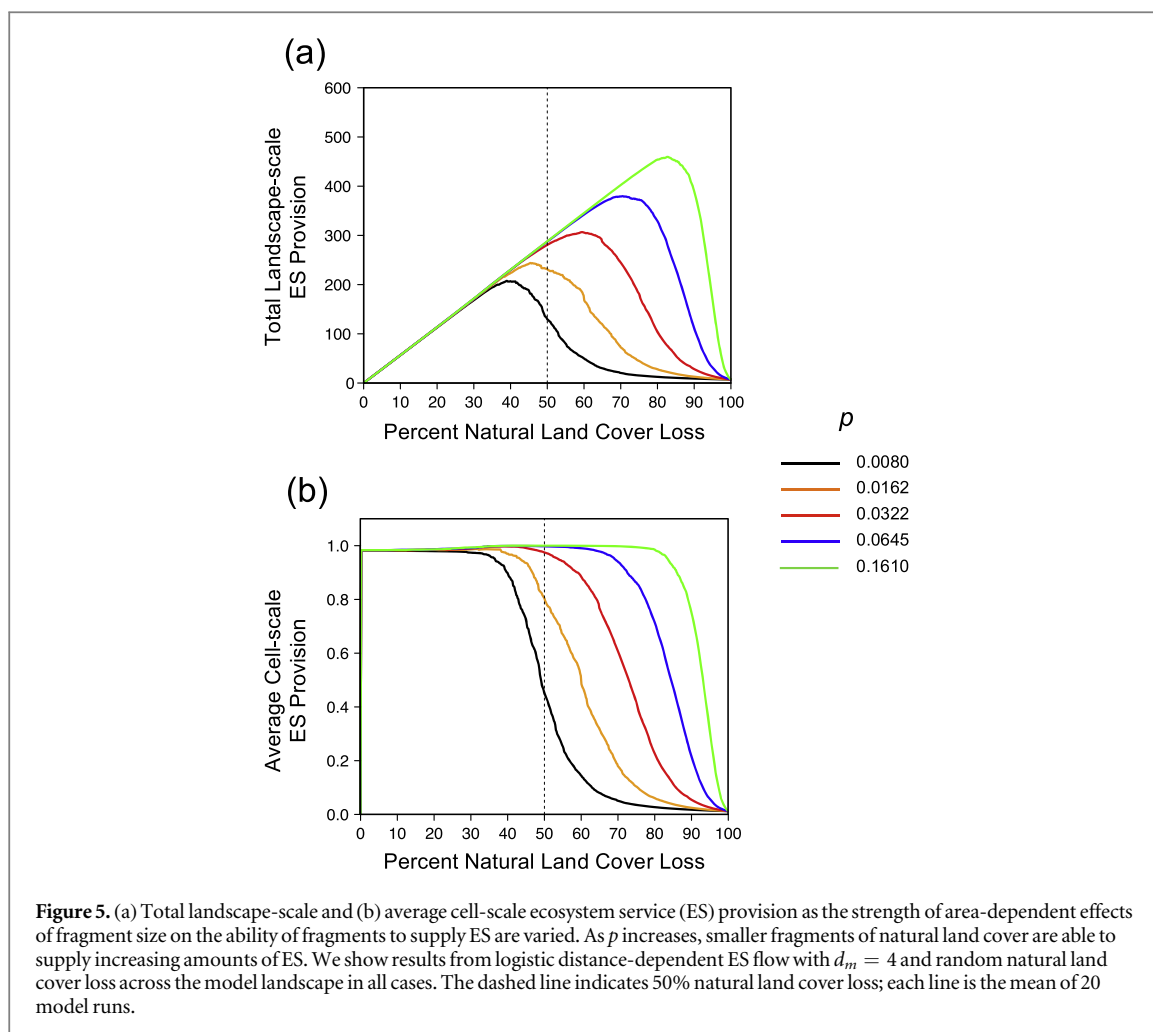 (a)
Total Landscape-scale
ES Provision
600
500
400
300
200
100
0
0 10 20 30 40 50 60 70 80 90 100
Percent Natural Land Cover Loss
p
0.0080
0.0162
0.0322
0.0645
0.1610
(b)
Average Cell-scale
ES Provision
1.0
0.8
0.6
0.4
0.2
0.0
0 10 20 30 40 50 60 70 80 90 100
Percent Natural Land Cover Loss
Figure 5. (a) Total landscape-scale and (b) average cell-scale ecosystem service (ES) provision as the strength of area-dependent effects
of fragment size on the ability of fragments to supply ES are varied. As p increases, smaller fragments of natural land cover are able to
supply increasing amounts of ES. We show results from logistic distance-dependent ES flow with dₘ = 4 and random natural land
cover loss across the model landscape in all cases. The dashed line indicates 50% natural land cover loss; each line is the mean of 20
model runs.